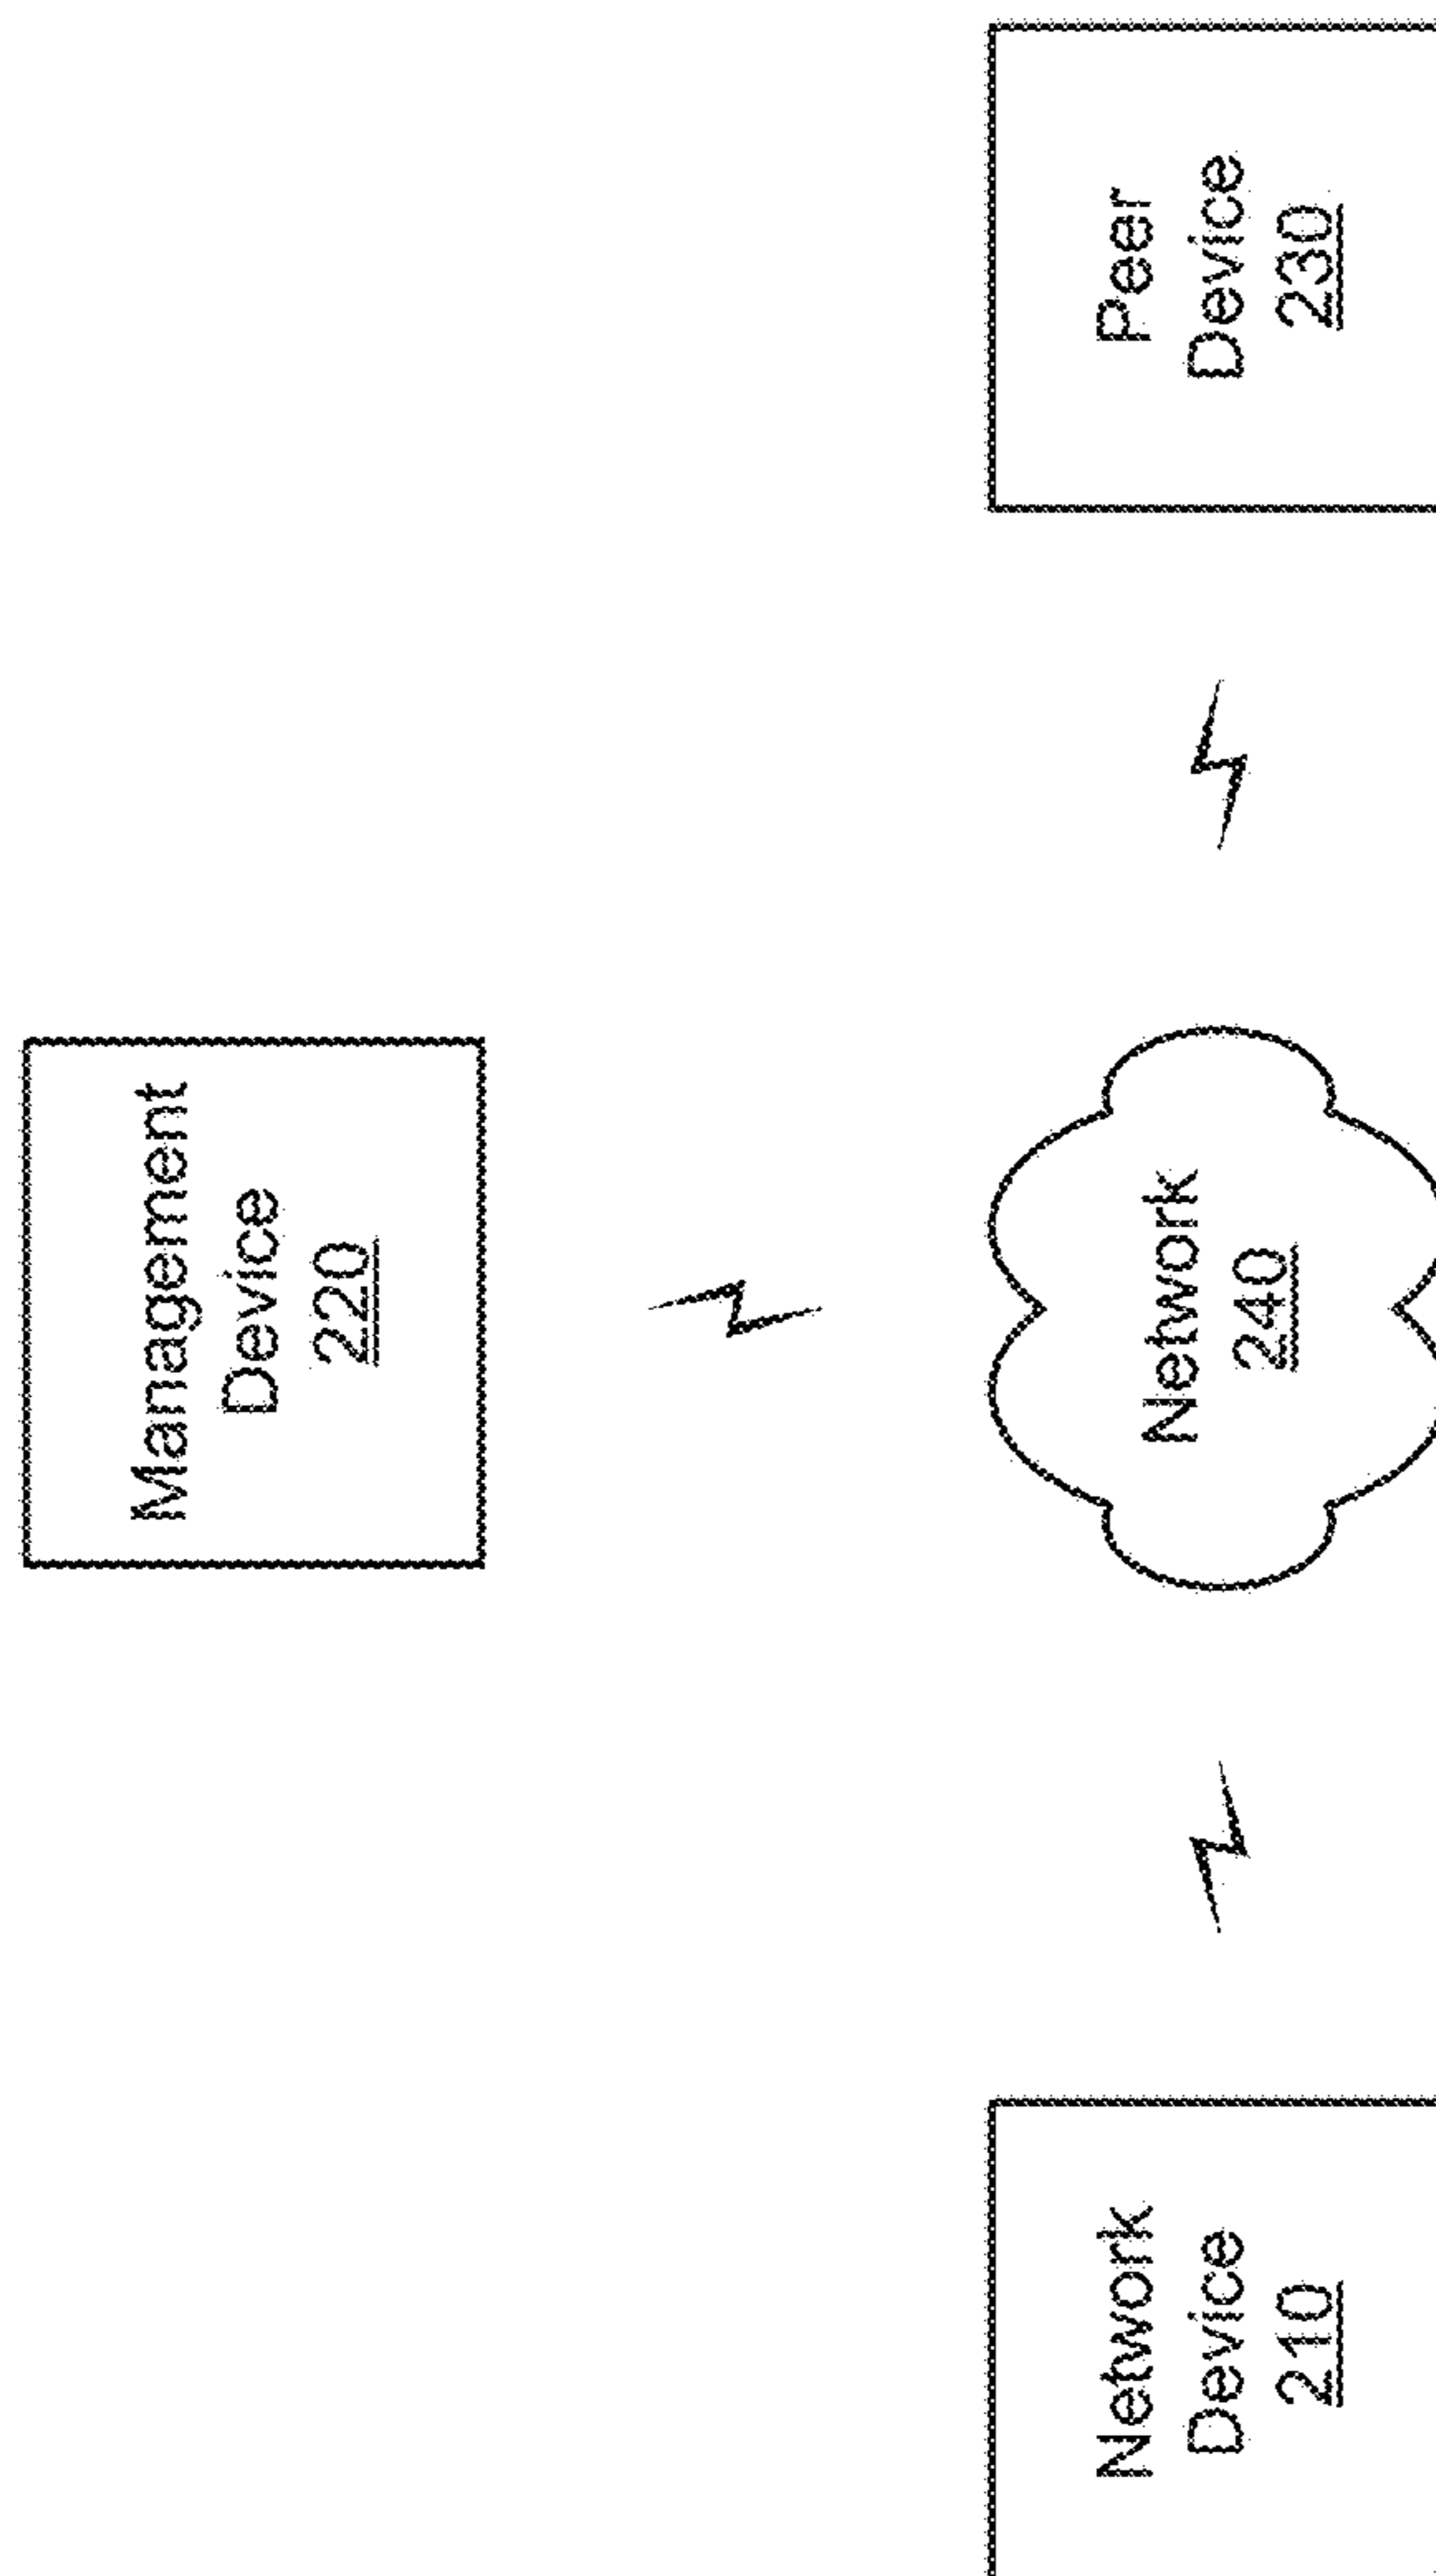 Management
Device
220
Network
Device
210
Network
240
Peer
Device
230